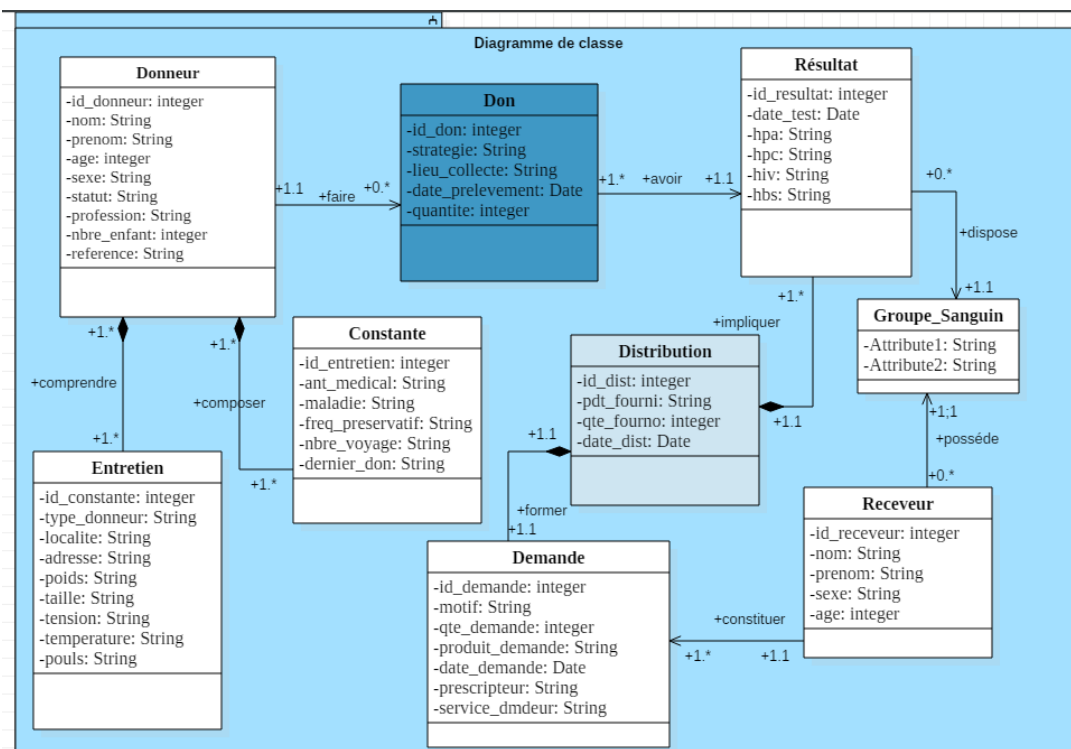 Diagramme de classe
Donneur
-id_donneur: integer
-nom: String
-prenom: String
-age: integer
-sexe: String
-statut: String
-profession: String
-nbre_enfant: integer
-reference: String
+1.1
+faire
+0.*
Don
-id_don: integer
-strategie: String
-lieu_collecte: String
-date_prelevement: Date
-quantite: integer
+1.*
+avoir
+1.1
Résultat
-id_resultat: integer
-date_test: Date
-hpa: String
-hpc: String
-hiv: String
-hbs: String
+0.*
+dispose
+1.1
Groupe_Sanguin
-Attribute1: String
-Attribute2: String
+1.*
+impliquer
+1.1
+1.*
+comprendre
+1.*
+1.*
+composer
+1.*
Constante
-id_entretien: integer
-ant_medical: String
-maladie: String
-freq_preservatif: String
-nbre_voyage: String
-dernier_don: String
Distribution
-id_dist: integer
-pdt_fourni: String
-qte_fourno: integer
-date_dist: Date
+1.1
+former
+1.1
+1;1
+posséde
+0.*
Entretien
-id_constante: integer
-type_donneur: String
-localite: String
-adresse: String
-poids: String
-taille: String
-tension: String
-temperature: String
-pouls: String
Demande
-id_demande: integer
-motif: String
-qte_demande: integer
-produit_demande: String
-date_demande: Date
-prescripteur: String
-service_dmdeur: String
+constituer
+1.*
+1.1
Receveur
-id_receveur: integer
-nom: String
-prenom: String
-sexe: String
-age: integer